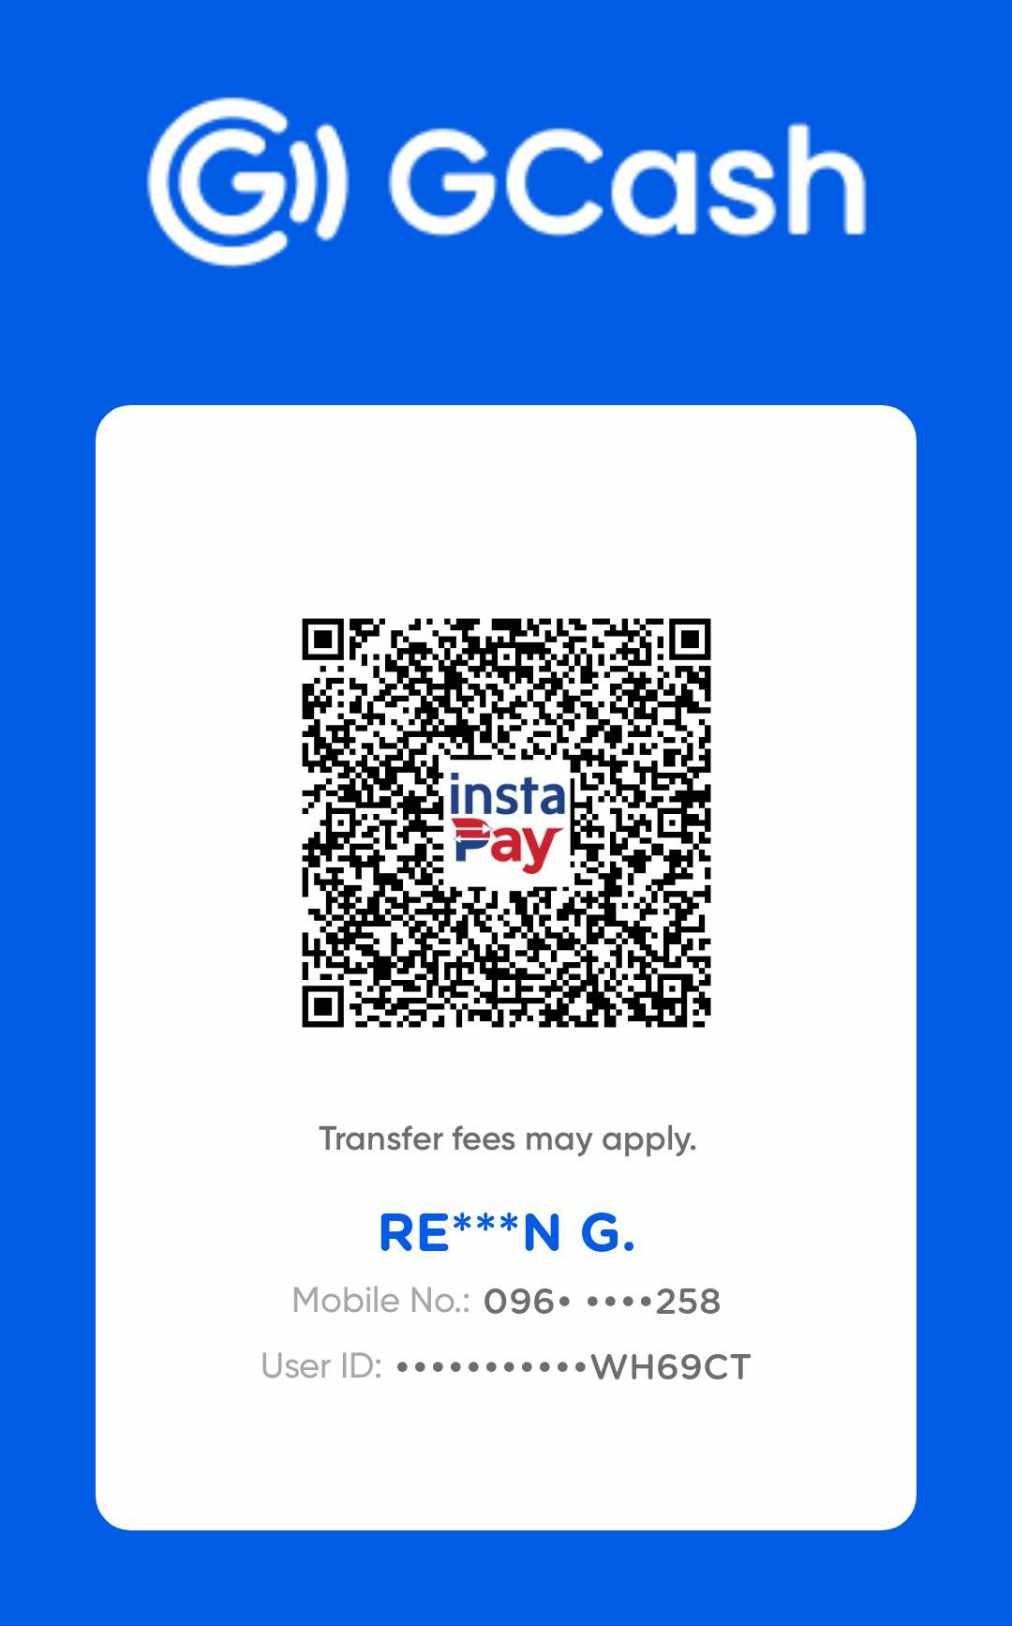 GCash
insta
Pay
Transfer fees may apply.
RE***N G.
Mobile No.: 096• ••••258
User ID: •••••••••••WH69CT